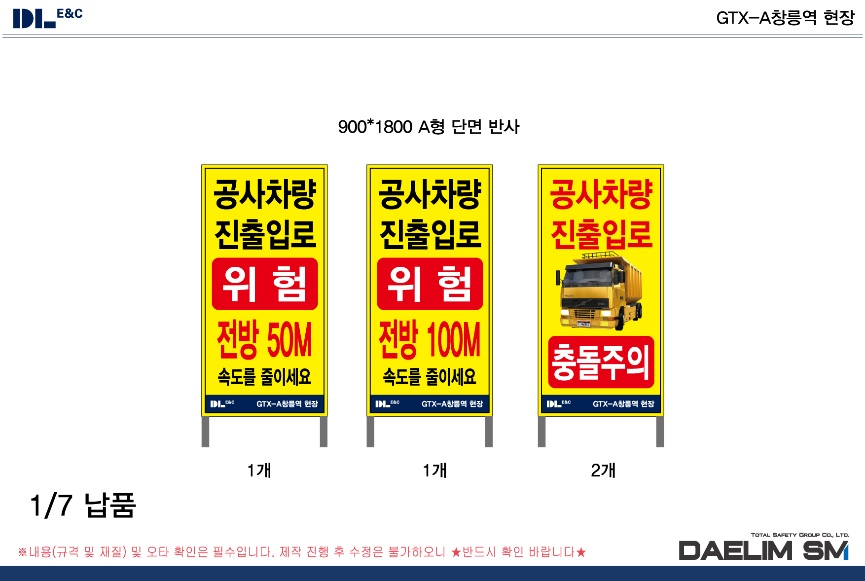 DL E&C
GTX-A창릉역 현장
900*1800 A형 단면 반사
공사차량
진출입로
위 험
전방 50M
속도를 줄이세요
DL E&C GTX-A창릉역 현장
1개
공사차량
진출입로
위 험
전방 100M
속도를 줄이세요
DL E&C GTX-A창릉역 현장
1개
공사차량
진출입로
충돌주의
DL E&C GTX-A창릉역 현장
2개
1/7 납품
※내용(규격 및 재질) 및 오타 확인은 필수입니다. 제작 진행 후 수정은 불가하오니 ★반드시 확인 바랍니다★
TOTAL SAFETY GROUP CO., LTD.
DAELIM SM